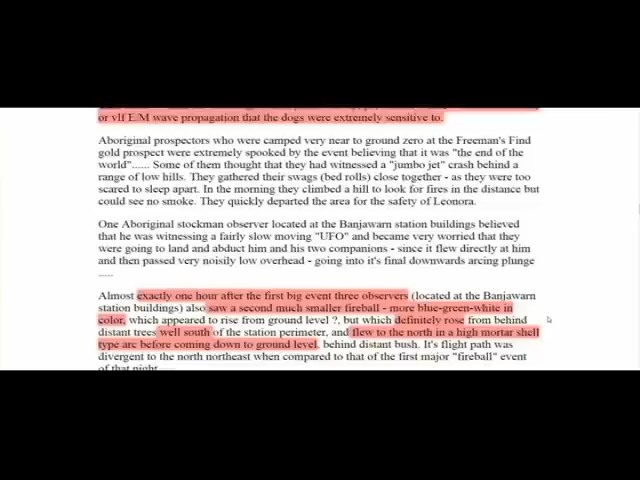 or vlf E/M wave propagation that the dogs were extremely sensitive to.
Aboriginal prospectors who were camped very near to ground zero at the Freeman's Find
gold prospect were extremely spooked by the event believing that it was "the end of the
world"...... Some of them thought that they had witnessed a "jumbo jet" crash behind a
range of low hills. They gathered their swags (bed rolls) close together - as they were too
scared to sleep apart. In the morning they climbed a hill to look for fires in the distance but
could see no smoke. They quickly departed the area for the safety of Leonora.
One Aboriginal stockman observer located at the Banjawarn station buildings believed
that he was witnessing a fairly slow moving "UFO" and became very worried that they
were going to land and abduct him and his two companions - since it flew directly at him
and then passed very noisily low overhead - going into it's final downwards arcing plunge
.....
Almost exactly one hour after the first big event three observers (located at the Banjawarn
station buildings) also saw a second much smaller fireball - more blue-green-white in
color, which appeared to rise from ground level ?, but which definitely rose from behind
distant trees well south of the station perimeter, and flew to the north in a high mortar shell
type arc before coming down to ground level, behind distant bush. It's flight path was
divergent to the north northeast when compared to that of the first major "fireball" event
of that night